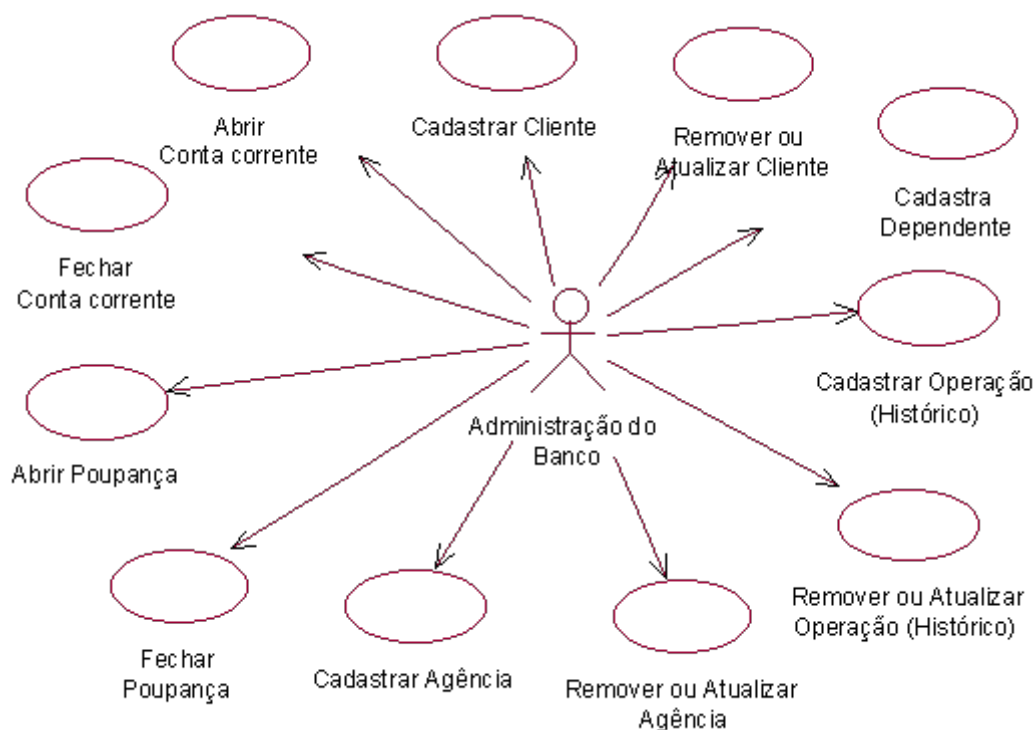 Abrir
Conta corrente
Cadastrar Cliente
Remover ou
Atualizar Cliente
Cadastra
Dependente
Fechar
Conta corrente
Cadastrar Operação
(Histórico)
Administração do
Banco
Abrir Poupança
Remover ou Atualizar
Operação (Histórico)
Fechar
Poupança
Cadastrar Agência
Remover ou Atualizar
Agência